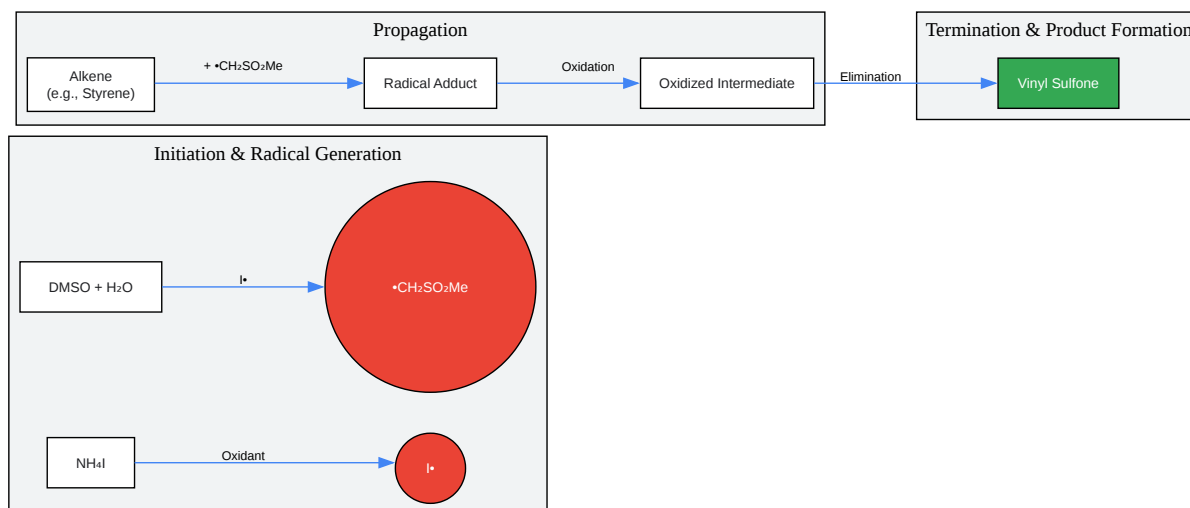 Propagation
Termination & Product Formation
Alkene
(e.g., Styrene)
+ •CH₂SO₂Me
Radical Adduct
Oxidation
Oxidized Intermediate
Elimination
Vinyl Sulfone
Initiation & Radical Generation
DMSO + H₂O
I•
•CH₂SO₂Me
NH₄I
Oxidant
I•